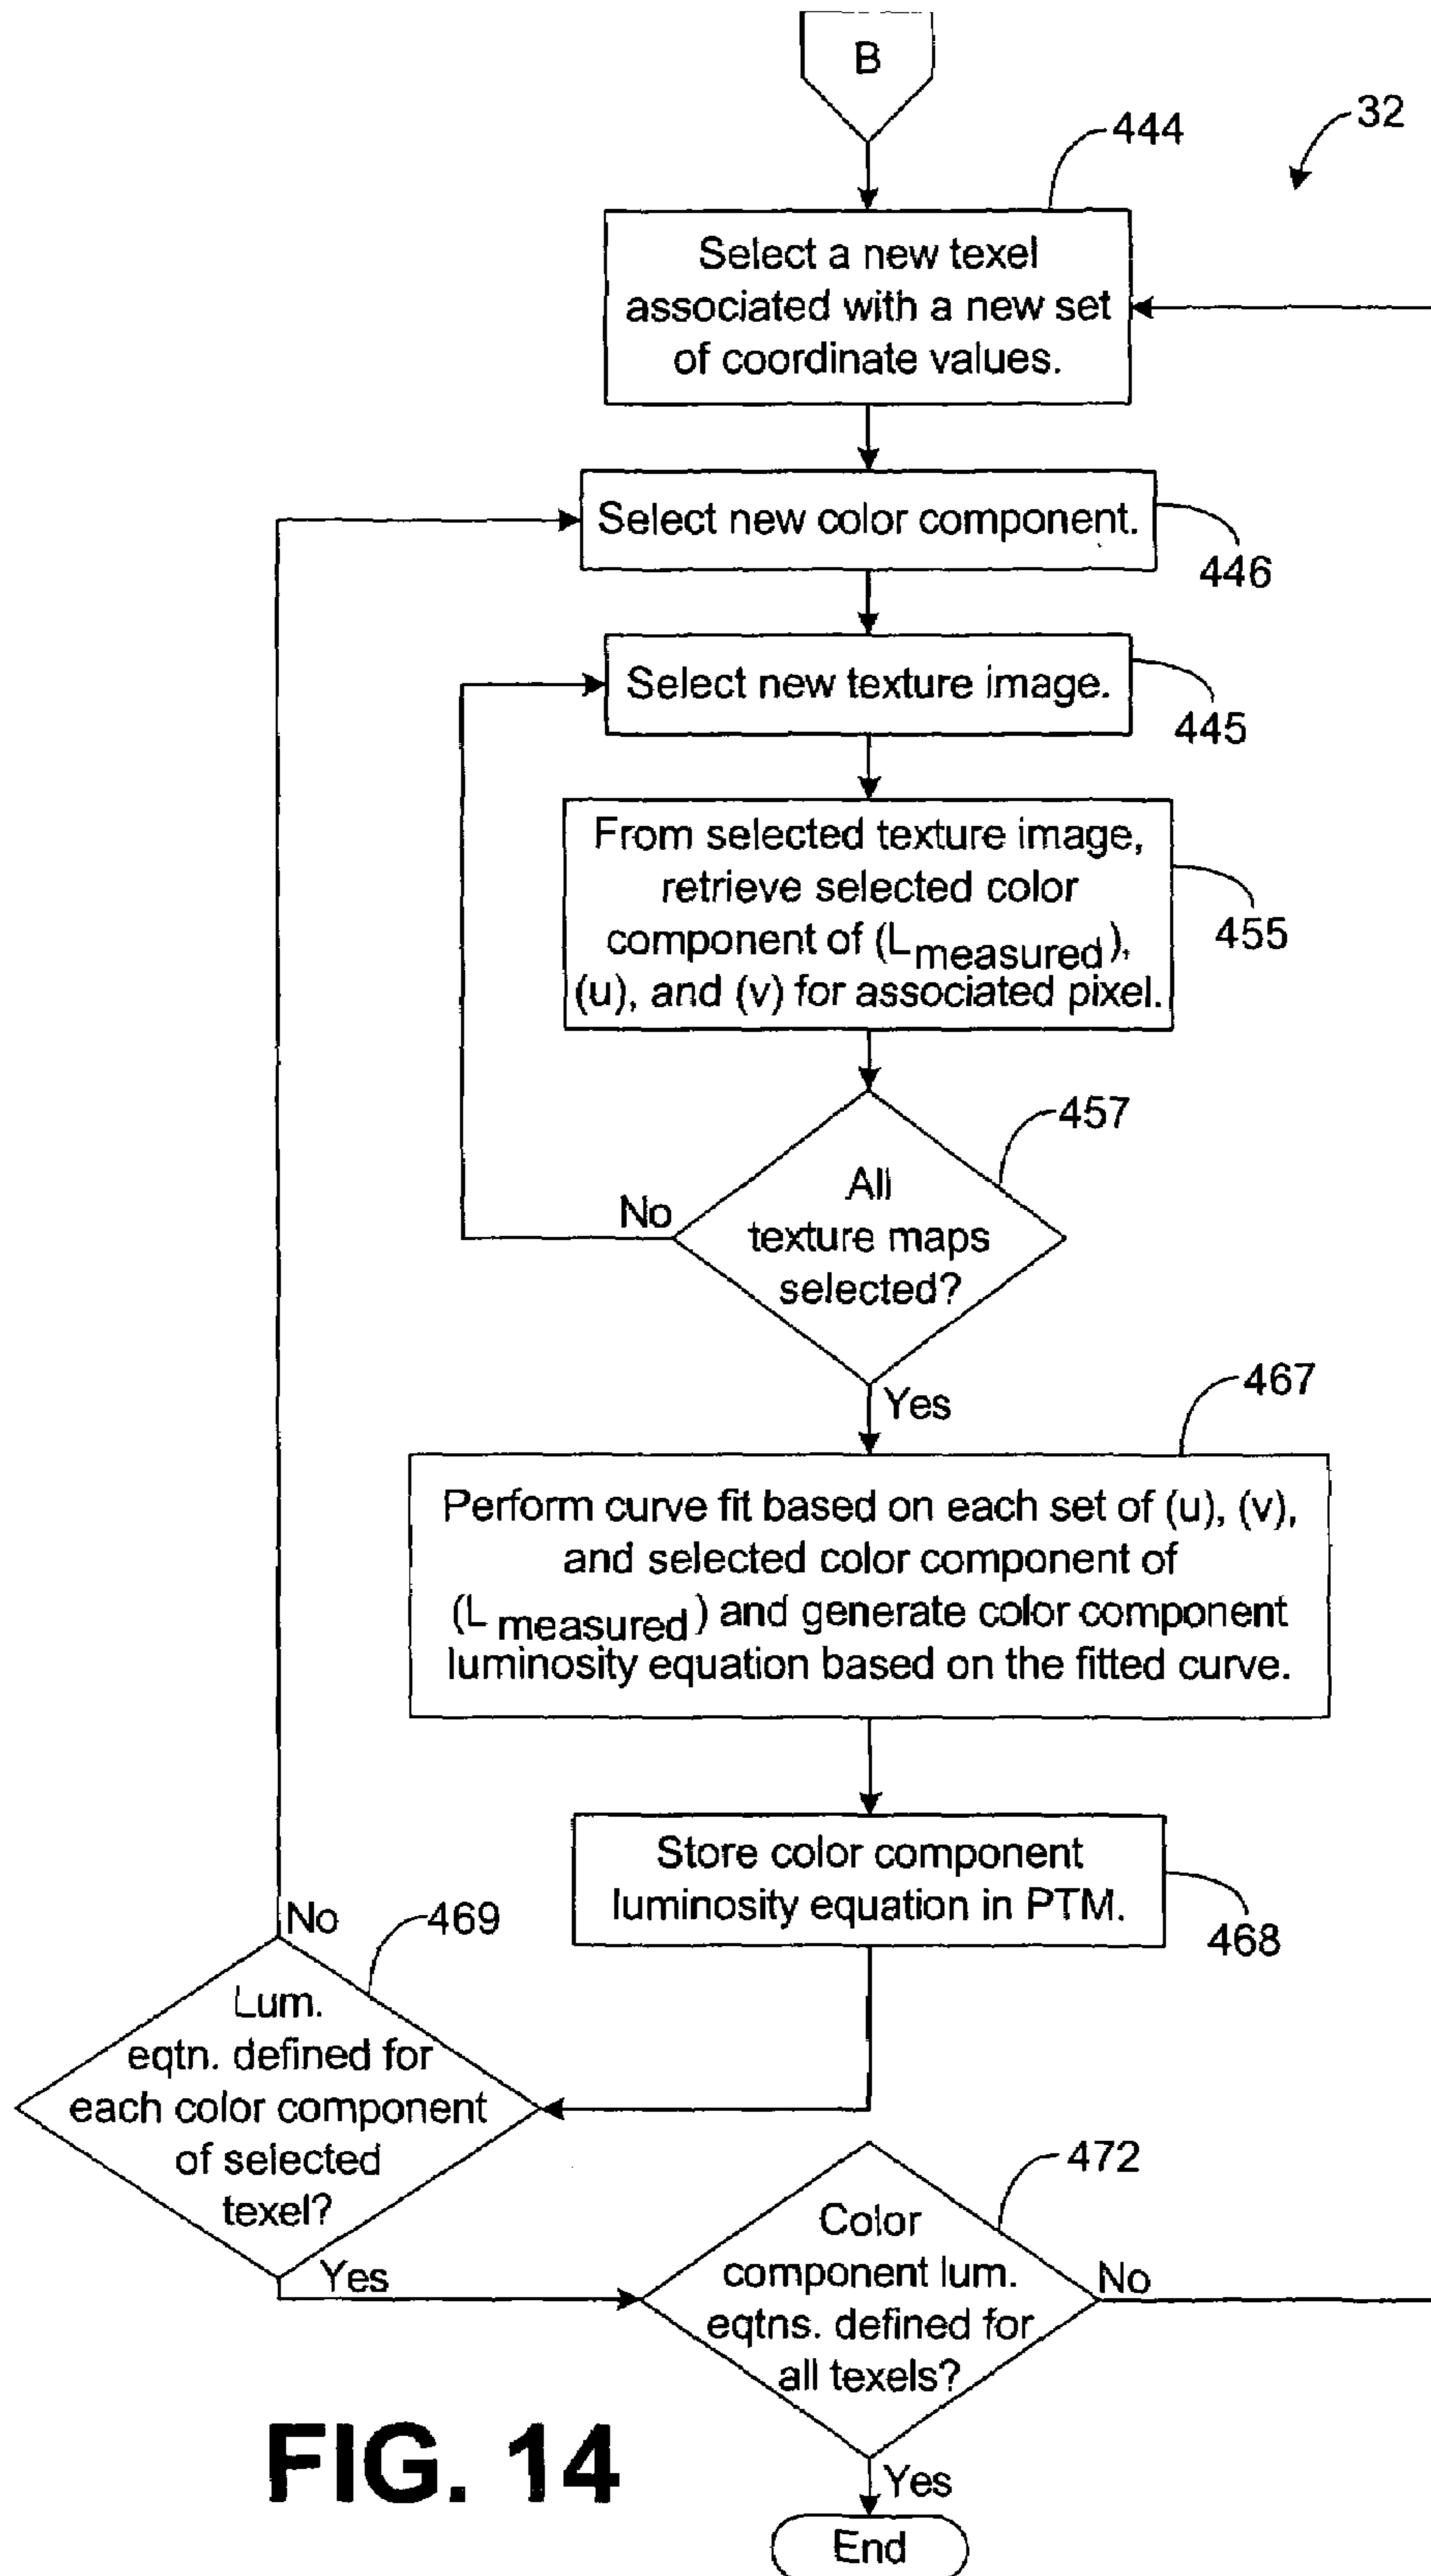 B
32
444
Select a new texel
associated with a new set
of coordinate values.
Select new color component.
446
Select new texture image.
445
From selected texture image,
retrieve selected color
component of (Lmeasured),
(u), and (v) for associated pixel.
455
457
All
texture maps
selected?
No
Yes
467
Perform curve fit based on each set of (u), (v),
and selected color component of
(L measured) and generate color component
luminosity equation based on the fitted curve.
Store color component
luminosity equation in PTM.
468
No
469
Lum.
eqtn. defined for
each color component
of selected
texel?
Yes
472
Color
component lum.
eqtns. defined for
all texels?
No
Yes
End
FIG. 14